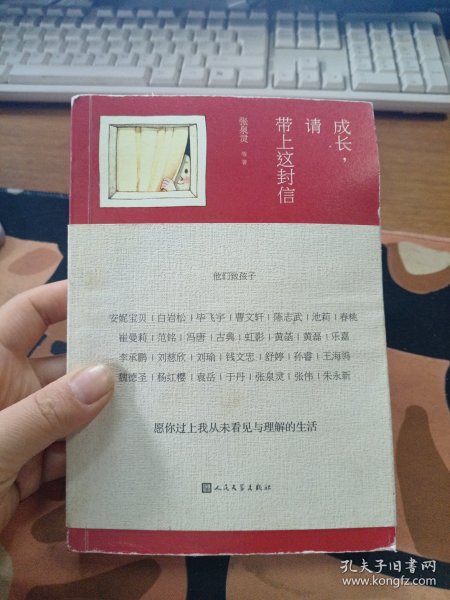 成长，
请
带上这封信
张泉灵 等 著
他们致孩子
安妮宝贝｜白岩松｜毕飞宇｜曹文轩｜陈志武｜池莉｜春桃
崔曼莉｜范铭｜冯唐｜古典｜虹影｜黄菡｜黄磊｜乐嘉
李承鹏｜刘慈欣｜刘瑜｜钱文忠｜舒婷｜孙睿｜王海鸰
魏德圣｜杨红樱｜袁岳｜于丹｜张泉灵｜张伟｜朱永新
愿你过上我从未看见与理解的生活
人民文学出版社
孔夫子旧书网
www.kongfz.com